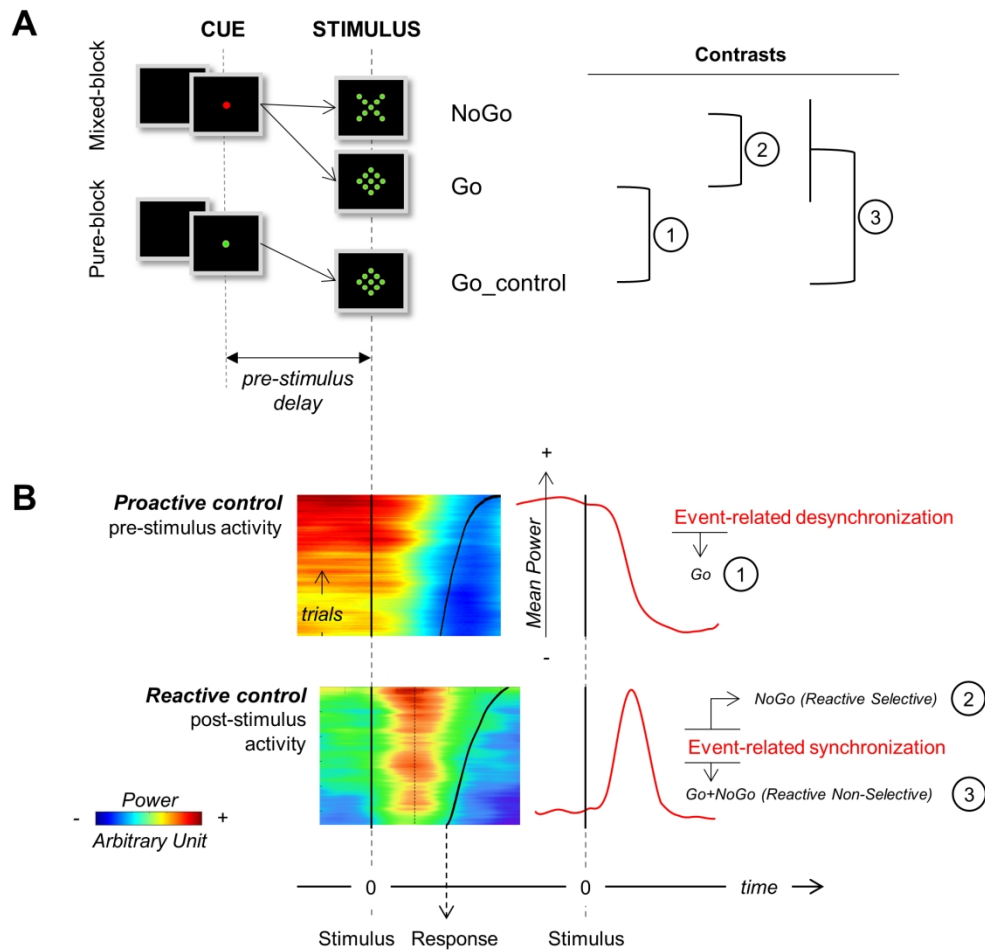 A
CUE
STIMULUS
Contrasts
Mixed-block
NoGo
Go
Pure-block
Go_control
1
2
3
pre-stimulus
delay
B
Proactive control
pre-stimulus activity
trials
+
Mean Power
-
Event-related desynchronization
Go
1
Reactive control
post-stimulus
activity
NoGo (Reactive Selective)
2
Event-related synchronization
Go+NoGo (Reactive Non-Selective)
3
Power
- +
Arbitrary Unit
0
0
time
Stimulus
Response
Stimulus